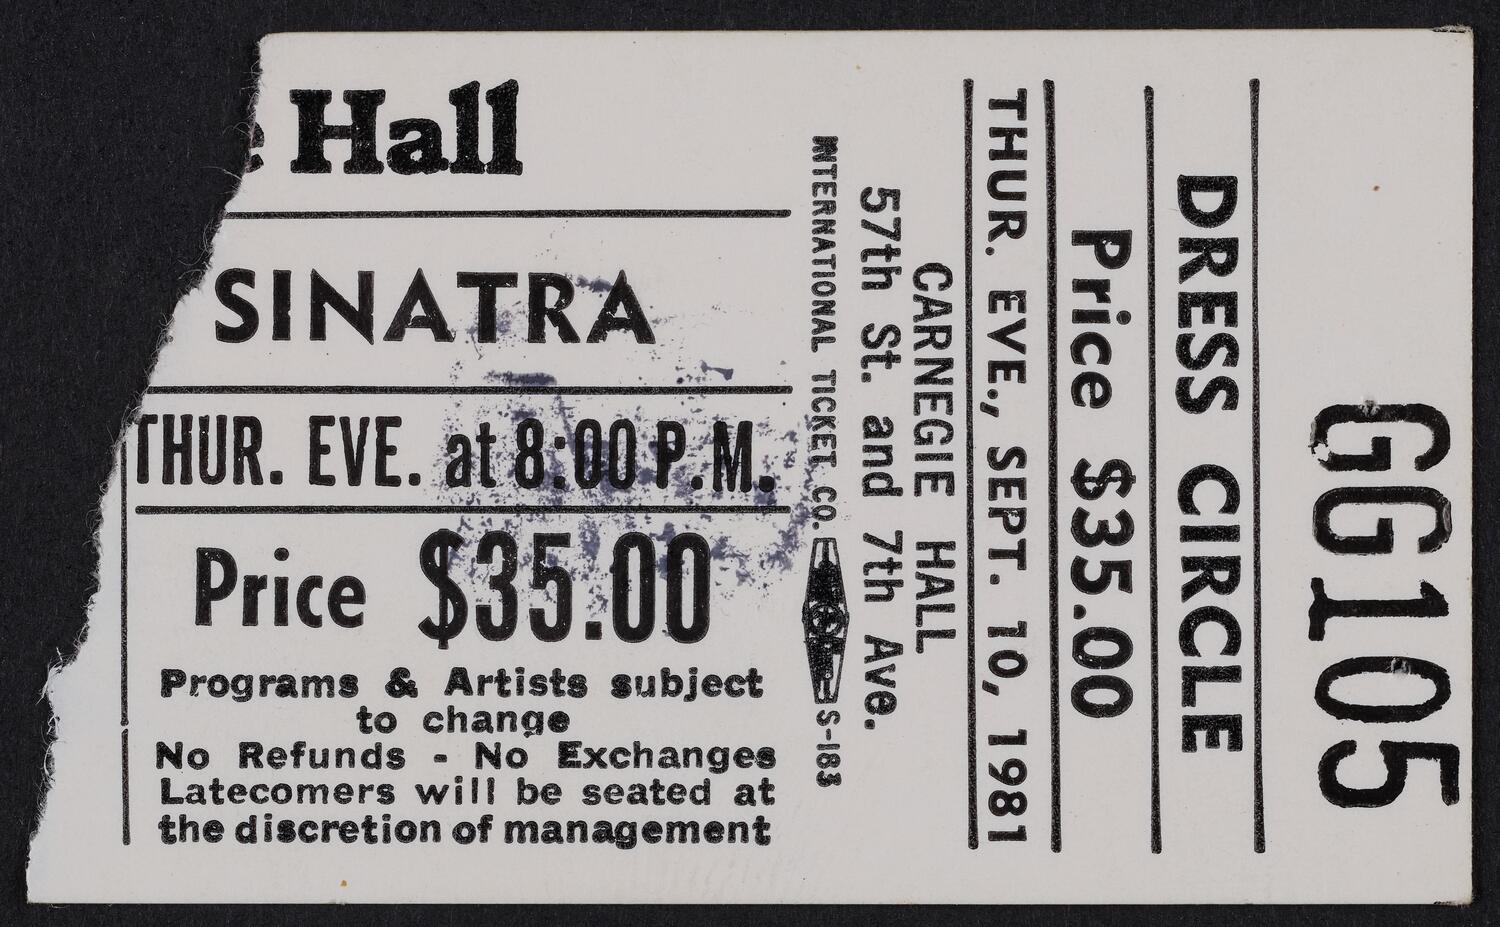 e Hall
SINATRA
THUR. EVE. at 8:00 P.M.
Price $35.00
Programs & Artists subject
to change
No Refunds - No Exchanges
Latecomers will be seated at
the discretion of management
INTERNATIONAL TICKET CO. S-183
57th St. and 7th Ave.
CARNEGIE HALL
THUR. EVE., SEPT. 10, 1981
Price $35.00
DRESS CIRCLE
GG105